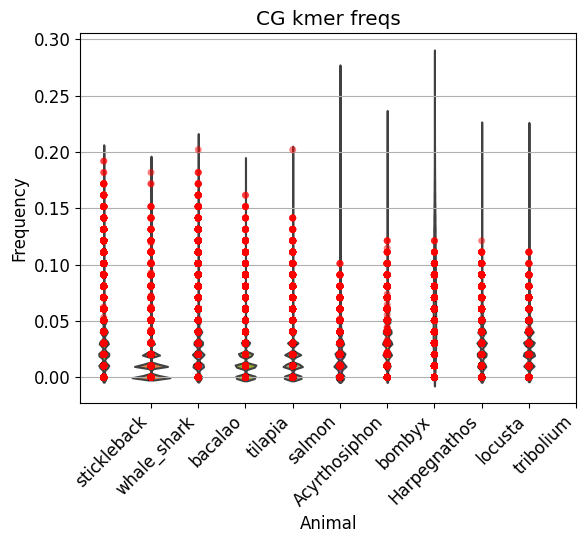 CG kmer freqs
0.30
0.25
0.20
0.15
0.10
0.05
0.00
Frequency
stickleback
whale_shark
bacalao
tilapia
salmon
Acyrthosiphon
bombyx
Harpegnathos
locusta
tribolium
Animal